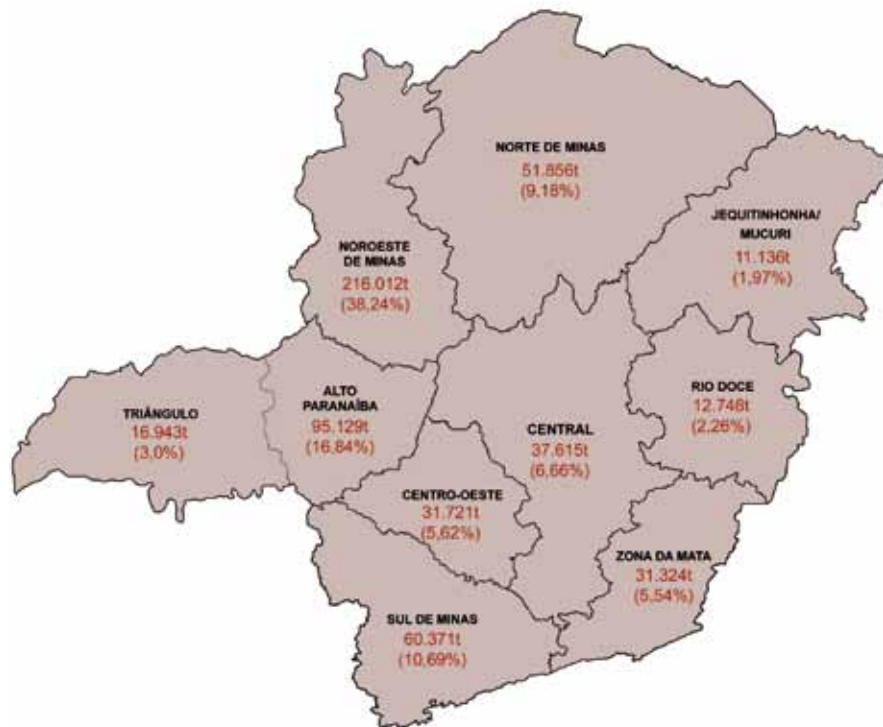 NORTE DE MINAS
51.856t
(9,18%)
JEQUITINHONHA/
MUCURI
11.136t
(1,97%)
NOROESTE
DE MINAS
216.012t
(38,24%)
TRIÂNGULO
16.943t
(3,0%)
ALTO
PARANAÍBA
95.129t
(16,84%)
CENTRAL
37.615t
(6,66%)
RIO DOCE
12.746t
(2,26%)
CENTRO-OESTE
31.721t
(5,62%)
ZONA DA MATA
31.324t
(5,54%)
SUL DE MINAS
60.371t
(10,69%)